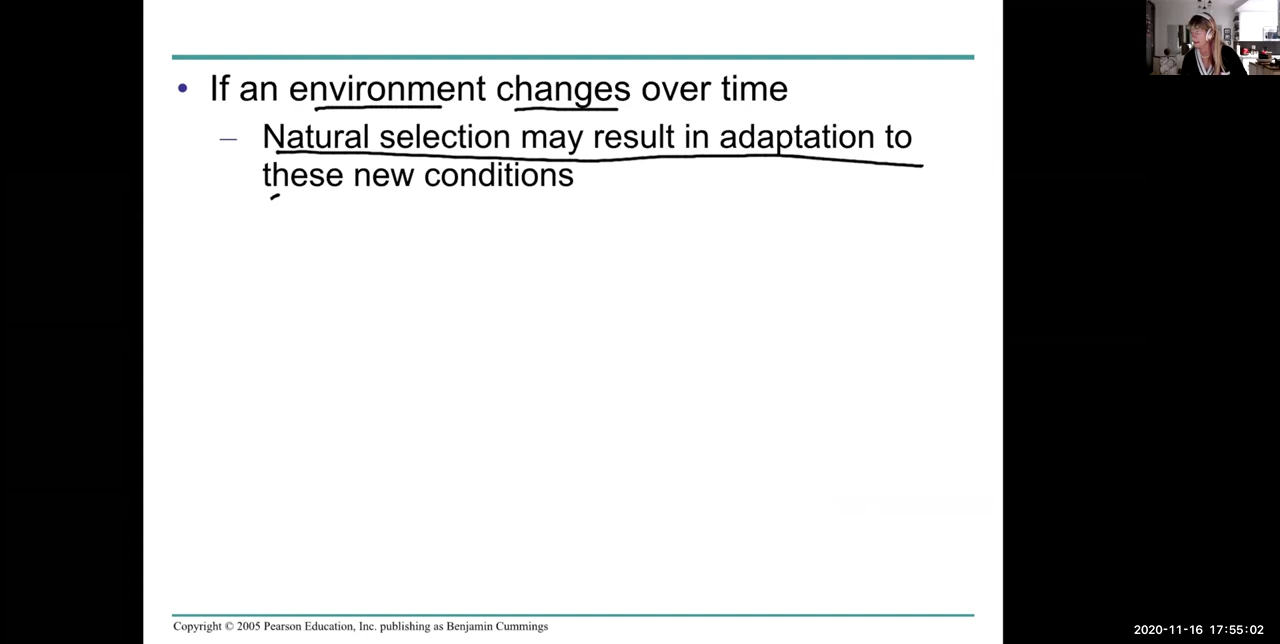 • If an environment changes over time
– Natural selection may result in adaptation to
these new conditions
Copyright © 2005 Pearson Education, Inc. publishing as Benjamin Cummings
2020-11-16 17:55:02